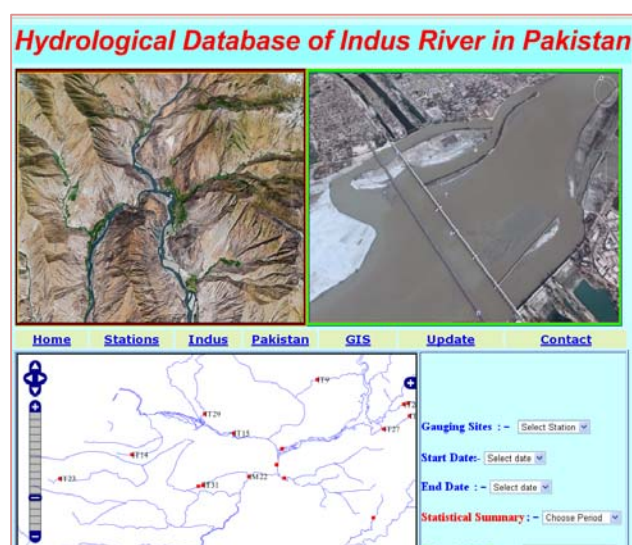 Hydrological Database of Indus River in Pakistan
Home Stations Indus Pakistan GIS Update Contact
T9
T29
T27
T15
T14
M22
T31
T23
Gauging Sites : – Select Station
Start Date:- Select date
End Date : – Select date
Statistical Summary : – Choose Period